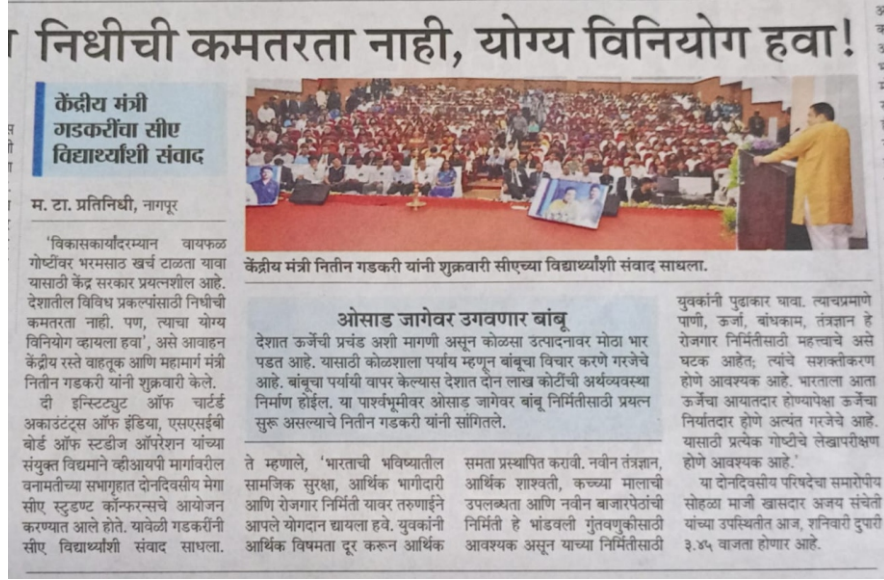 निधीची कमतरता नाही, योग्य विनियोग हवा!
केंद्रीय मंत्री
गडकरींचा सीए
विद्यार्थ्यांशी संवाद
म. टा. प्रतिनिधी, नागपूर
'विकासकार्यांदरम्यान वायफळ
गोष्टींवर भरमसाठ खर्च टाळता यावा
यासाठी केंद्र सरकार प्रयत्नशील आहे.
देशातील विविध प्रकल्पांसाठी निधीची
कमतरता नाही. पण, त्याचा योग्य
विनियोग व्हायला हवा', असे आवाहन
केंद्रीय रस्ते वाहतूक आणि महामार्ग मंत्री
नितीन गडकरी यांनी शुक्रवारी केले.
दी इन्स्टिट्युट ऑफ चार्टर्ड
अकाउंटंट्स ऑफ इंडिया, एसएसईबी
बोर्ड ऑफ स्टडीज ऑपरेशन यांच्या
संयुक्त विद्यमाने व्हीआयपी मार्गावरील
वनामतीच्या सभागृहात दोनदिवसीय मेगा
सीए स्टुडण्ट कॉन्फरन्सचे आयोजन
करण्यात आले होते. यावेळी गडकरींनी
सीए विद्यार्थ्यांशी संवाद साधला.
केंद्रीय मंत्री नितीन गडकरी यांनी शुक्रवारी सीएच्या विद्यार्थ्यांशी संवाद साधला.
ओसाड जागेवर उगवणार बांबू
देशात ऊर्जेची प्रचंड अशी मागणी असून कोळसा उत्पादनावर मोठा भार
पडत आहे. यासाठी कोळशाला पर्याय म्हणून बांबूचा विचार करणे गरजेचे
आहे. बांबूचा पर्यायी वापर केल्यास देशात दोन लाख कोटींची अर्थव्यवस्था
निर्माण होईल. या पार्श्वभूमीवर ओसाड जागेवर बांबू निर्मितीसाठी प्रयत्न
सुरू असल्याचे नितीन गडकरी यांनी सांगितले.
ते म्हणाले, 'भारताची भविष्यातील
सामाजिक सुरक्षा, आर्थिक भागीदारी
आणि रोजगार निर्मिती यावर तरुणाईने
आपले योगदान द्यायला हवे. युवकांनी
आर्थिक विषमता दूर करून आर्थिक
समता प्रस्थापित करावी. नवीन तंत्रज्ञान,
आर्थिक शाश्वती, कच्च्या मालाची
उपलब्धता आणि नवीन बाजारपेठांची
निर्मिती हे भांडवली गुंतवणुकीसाठी
आवश्यक असून याच्या निर्मितीसाठी
युवकांनी पुढाकार घावा. त्याचप्रमाणे
पाणी, ऊर्जा, बांधकाम, तंत्रज्ञान हे
रोजगार निर्मितीसाठी महत्त्वाचे असे
घटक आहेत; त्यांचे सशक्तीकरण
होणे आवश्यक आहे. भारताला आता
ऊर्जेचा आयातदार होण्यापेक्षा ऊर्जेचा
निर्यातदार होणे अत्यंत गरजेचे आहे.
यासाठी प्रत्येक गोष्टीचे लेखापरीक्षण
होणे आवश्यक आहे.'
या दोनदिवसीय परिषदेचा समारोपीय
सोहळा माजी खासदार अजय संचेती
यांच्या उपस्थितीत आज, शनिवारी दुपारी
३.४५ वाजता होणार आहे.